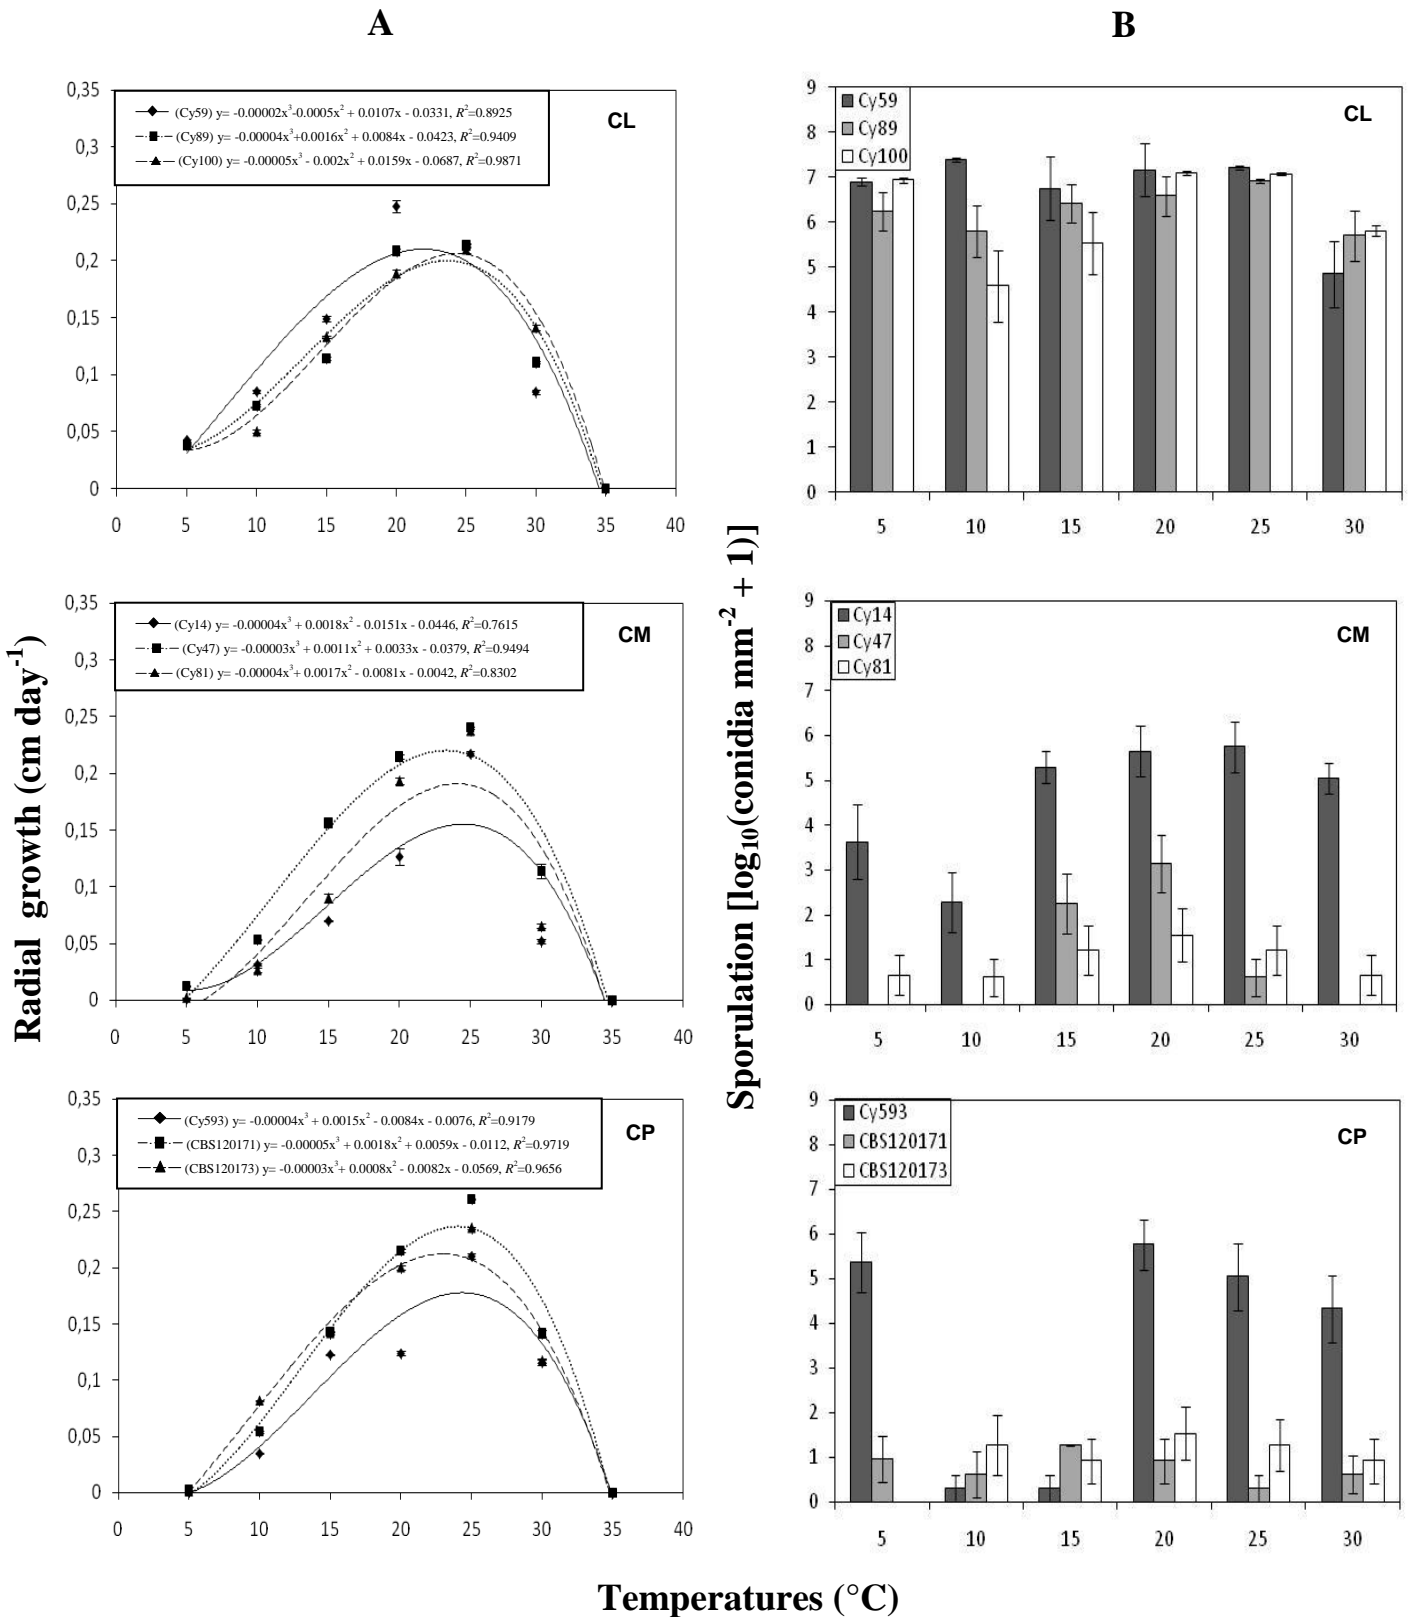 A
B
0,35
0,3
0,25
0,2
0,15
0,1
0,05
0
0 5 10 15 20 25 30 35 40
(Cy59) y= -0.00002x³-0.0005x² + 0.0107x - 0.0331, R²=0.8925
(Cy89) y= -0.00004x³+0.0016x² + 0.0084x - 0.0423, R²=0.9409
(Cy100) y= -0.00005x³ - 0.002x² + 0.0159x - 0.0687, R²=0.9871
CL
9
8
7
6
5
4
3
2
1
0
Cy59
Cy89
Cy100
CL
5 10 15 20 25 30
Radial growth (cm day⁻¹)
0,35
0,3
0,25
0,2
0,15
0,1
0,05
0
0 5 10 15 20 25 30 35 40
(Cy14) y= -0.00004x³ + 0.0018x² - 0.0151x - 0.0446, R²=0.7615
(Cy47) y= -0.00003x³ + 0.0011x² + 0.0033x - 0.0379, R²=0.9494
(Cy81) y= -0.00004x³ + 0.0017x² - 0.0081x - 0.0042, R²=0.8302
CM
Sporulation [log₁₀(conidia mm⁻² + 1)]
9
8
7
6
5
4
3
2
1
0
Cy14
Cy47
Cy81
CM
5 10 15 20 25 30
0,35
0,3
0,25
0,2
0,15
0,1
0,05
0
0 5 10 15 20 25 30 35 40
(Cy593) y= -0.00004x³ + 0.0015x² - 0.0084x - 0.0076, R²=0.9179
(CBS120171) y= -0.00005x³ + 0.0018x² + 0.0059x - 0.0112, R²=0.9719
(CBS120173) y= -0.00003x³+ 0.0008x² - 0.0082x - 0.0569, R²=0.9656
CP
9
8
7
6
5
4
3
2
1
0
Cy593
CBS120171
CBS120173
CP
5 10 15 20 25 30
Temperatures (°C)